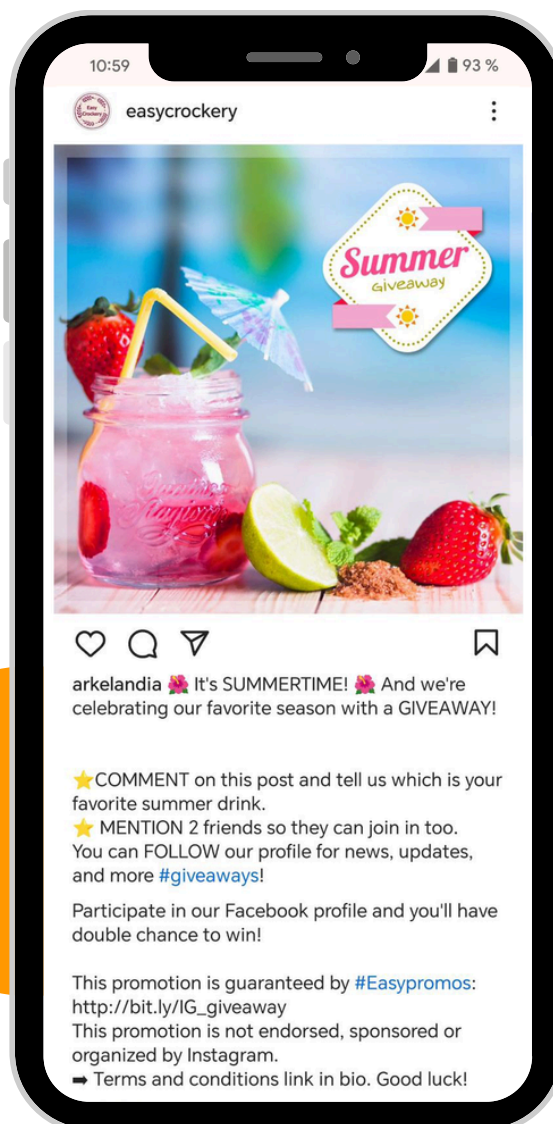 10:59
93 %
Easy
Crockery
easycrockery
Summer
Giveaway
arkelandia 🌺 It's SUMMERTIME! 🌺 And we're
celebrating our favorite season with a GIVEAWAY!
⭐COMMENT on this post and tell us which is your
favorite summer drink.
⭐ MENTION 2 friends so they can join in too.
You can FOLLOW our profile for news, updates,
and more #giveaways!
Participate in our Facebook profile and you'll have
double chance to win!
This promotion is guaranteed by #Easypromos:
http://bit.ly/IG_giveaway
This promotion is not endorsed, sponsored or
organized by Instagram.
➡ Terms and conditions link in bio. Good luck!